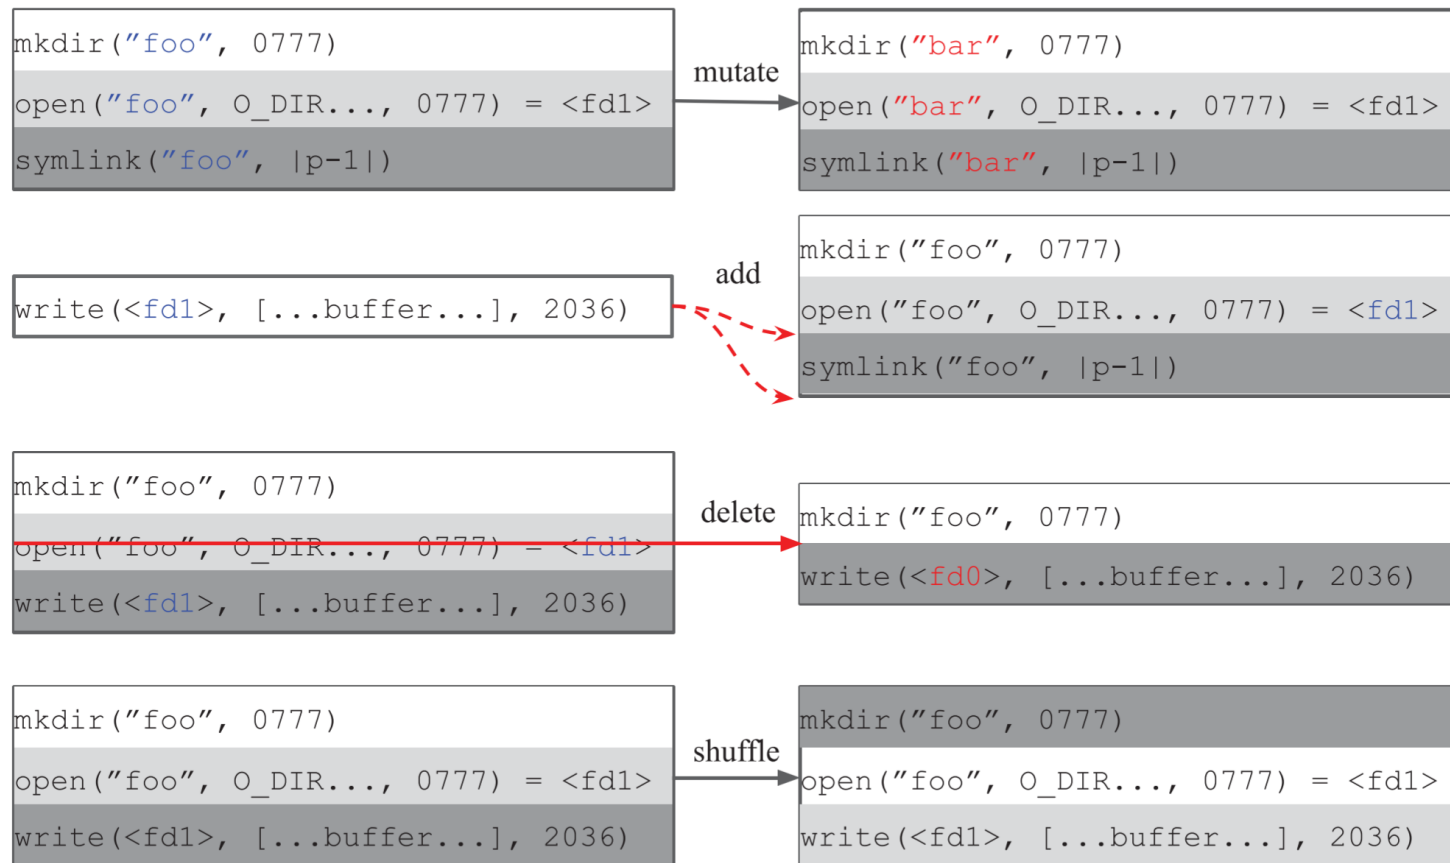 mkdir("foo", 0777)
open("foo", O_DIR..., 0777) = <fd1>
symlink("foo", |p-1|)
mutate
mkdir("bar", 0777)
open("bar", O_DIR..., 0777) = <fd1>
symlink("bar", |p-1|)
write(<fd1>, [...buffer...], 2036)
add
mkdir("foo", 0777)
open("foo", O_DIR..., 0777) = <fd1>
symlink("foo", |p-1|)
mkdir("foo", 0777)
open("foo", O_DIR..., 0777) = <fd1>
write(<fd1>, [...buffer...], 2036)
delete
mkdir("foo", 0777)
write(<fd0>, [...buffer...], 2036)
mkdir("foo", 0777)
open("foo", O_DIR..., 0777) = <fd1>
write(<fd1>, [...buffer...], 2036)
shuffle
mkdir("foo", 0777)
open("foo", O_DIR..., 0777) = <fd1>
write(<fd1>, [...buffer...], 2036)